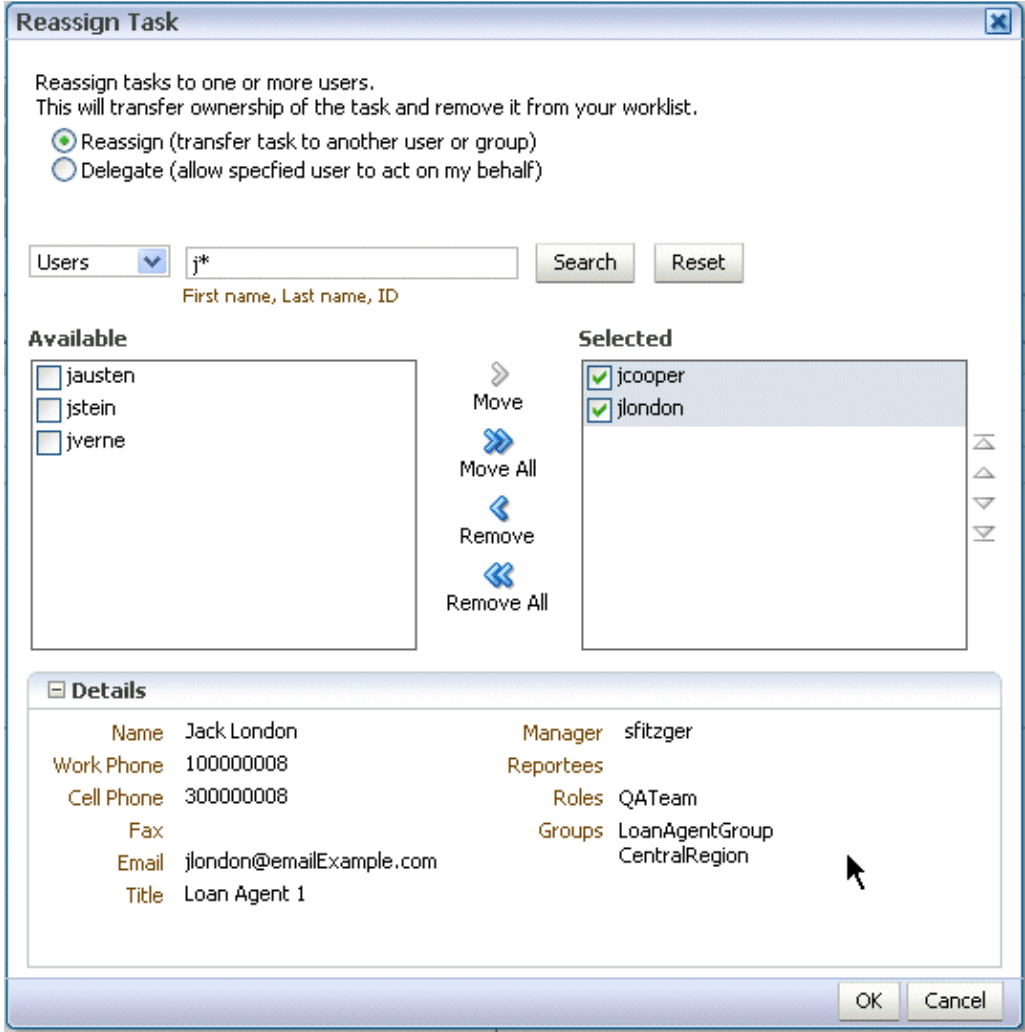 Reassign Task
Reassign tasks to one or more users.
This will transfer ownership of the task and remove it from your worklist.
Reassign (transfer task to another user or group)
Delegate (allow specfied user to act on my behalf)
Users j* Search Reset
First name, Last name, ID
Available
jausten
jstein
jverne
Move
Move All
Remove
Remove All
Selected
jcooper
jlondon
Details
Name Jack London
Work Phone 100000008
Cell Phone 300000008
Fax
Email jlondon@emailExample.com
Title Loan Agent 1
Manager sfitzger
Reportees
Roles QATeam
Groups LoanAgentGroup
CentralRegion
OK Cancel